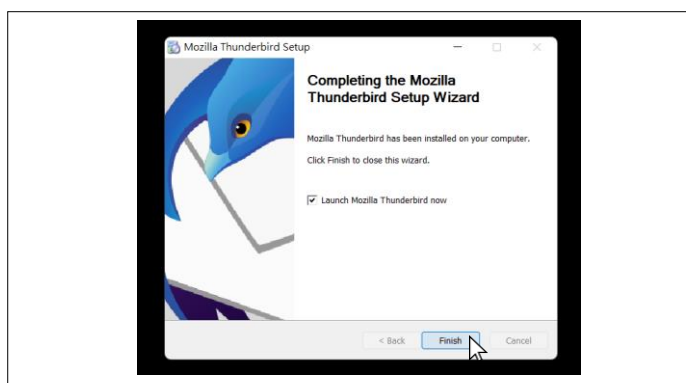 Mozilla Thunderbird Setup
Completing the Mozilla
Thunderbird Setup Wizard
Mozilla Thunderbird has been installed on your computer.
Click Finish to close this wizard.
Launch Mozilla Thunderbird now
< Back Finish Cancel